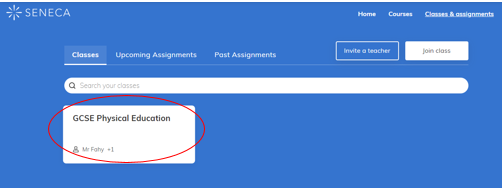 SENECA
Home Courses Classes & assignments
Classes Upcoming Assignments Past Assignments Invite a teacher Join class
Search your classes
GCSE Physical Education
Mr Fahy +1